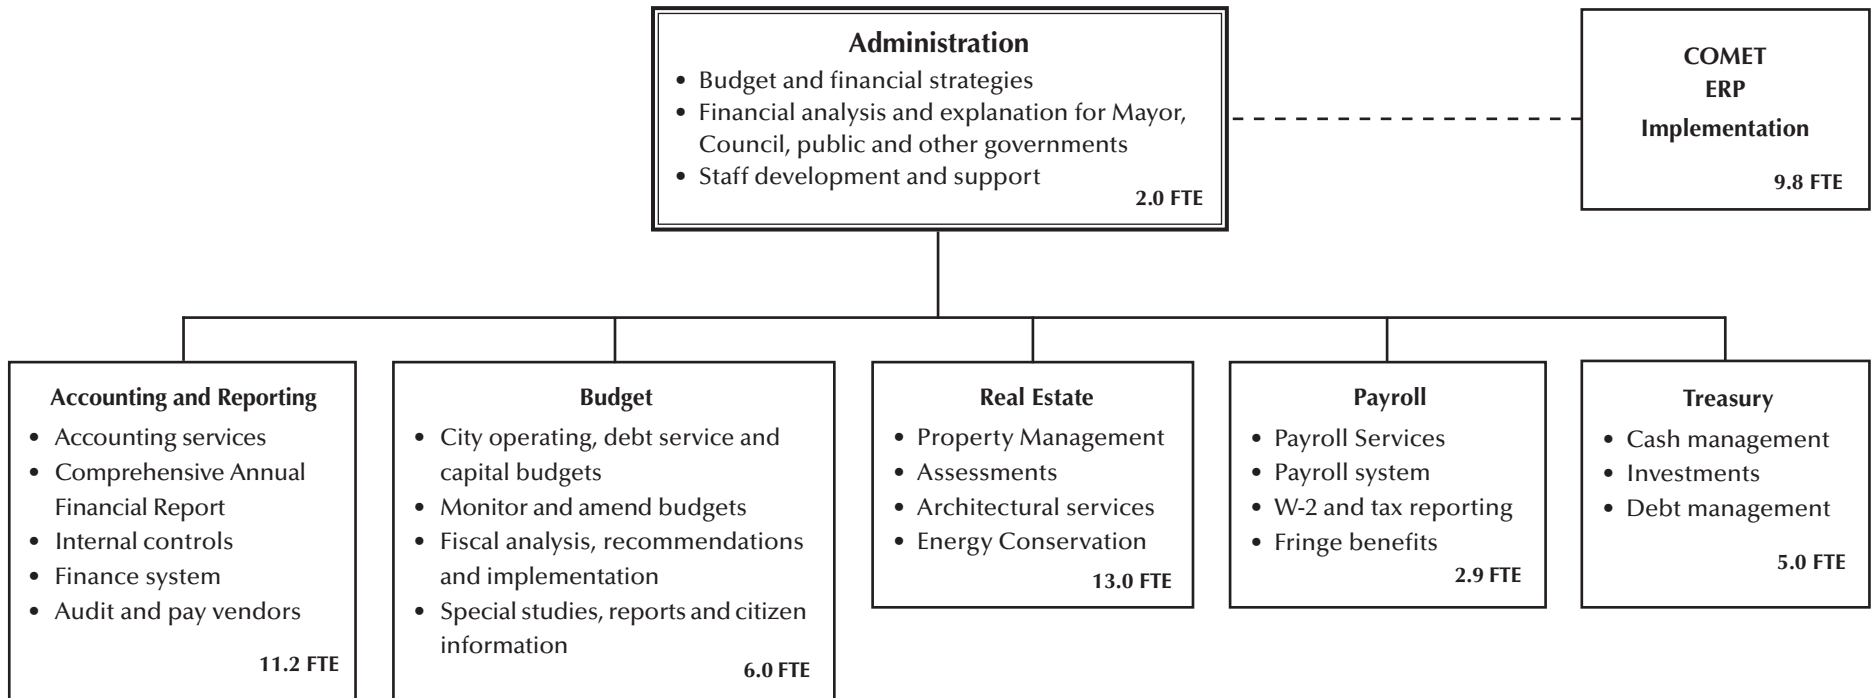 Administration
• Budget and financial strategies
• Financial analysis and explanation for Mayor,
Council, public and other governments
• Staff development and support
2.0 FTE
COMET
ERP
Implementation
9.8 FTE
Accounting and Reporting
• Accounting services
• Comprehensive Annual
Financial Report
• Internal controls
• Finance system
• Audit and pay vendors
11.2 FTE
Budget
• City operating, debt service and
capital budgets
• Monitor and amend budgets
• Fiscal analysis, recommendations
and implementation
• Special studies, reports and citizen
information
6.0 FTE
Real Estate
• Property Management
• Assessments
• Architectural services
• Energy Conservation
13.0 FTE
Payroll
• Payroll Services
• Payroll system
• W-2 and tax reporting
• Fringe benefits
2.9 FTE
Treasury
• Cash management
• Investments
• Debt management
5.0 FTE